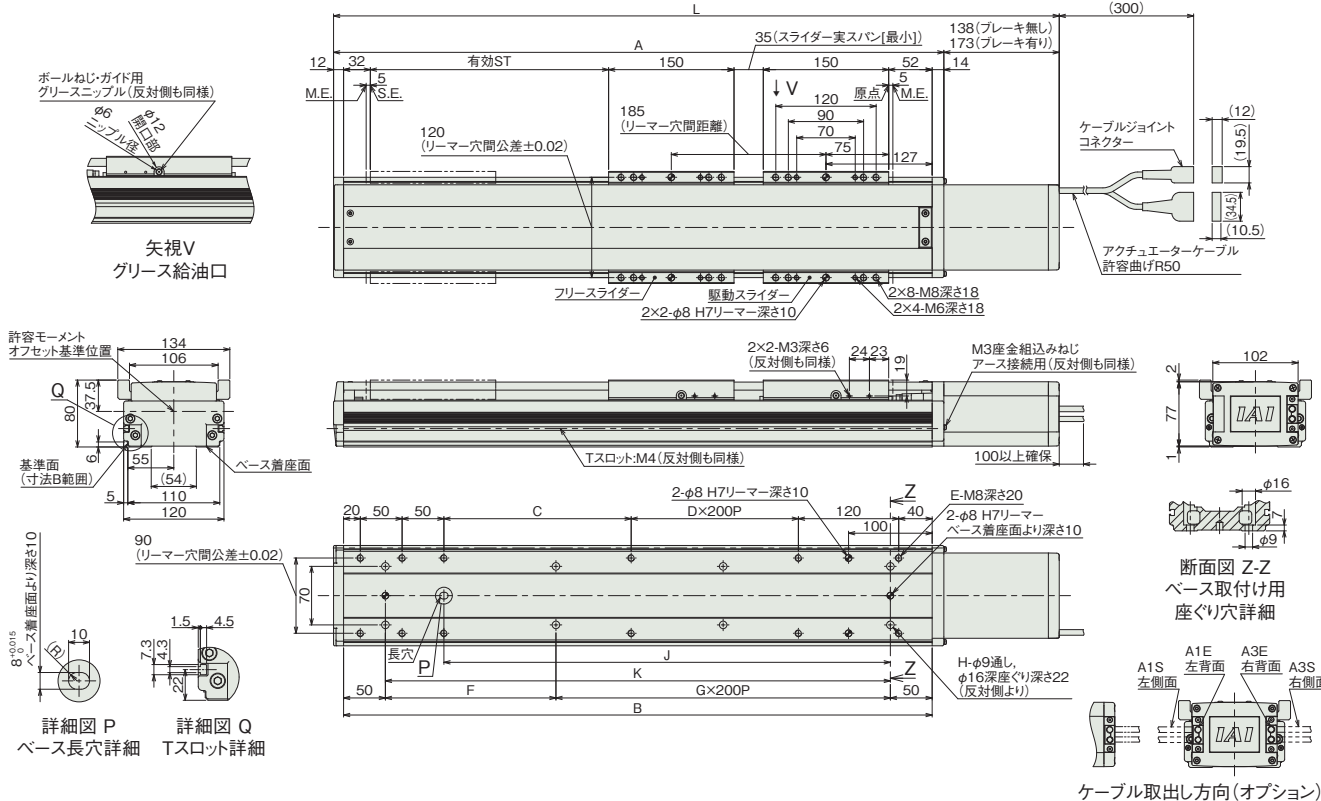 L
(300)
138(ブレーキ無し)
173(ブレーキ有り)
A
35(スライダー実スパン[最小])
12
32
有効ST
150
150
52
14
5
M.E.
S.E.
V
原点
5
M.E.
120
90
70
185
(リーマー穴間距離)
75
127
120
(リーマー穴間公差±0.02)
ケーブルジョイント
コネクター
(12)
(19.5)
(34.5)
(10.5)
アクチュエーターケーブル
許容曲げR50
フリースライダー
駆動スライダー
2×8-M8深さ18
2×2-φ8 H7リーマー深さ10
2×4-M6深さ18
ボールねじ・ガイド用
グリースニップル(反対側も同様)
φ6
ニップル径
φ12
開口部
矢視V
グリース給油口
許容モーメント
オフセット基準位置
134
106
Q
80
37.5
6
基準面
(寸法B範囲)
55
(54)
ベース着座面
5
110
120
2×2-M3深さ6
(反対側も同様)
24
23
19
M3座金組込みねじ
アース接続用(反対側も同様)
Tスロット:M4(反対側も同様)
100以上確保
102
2
77
1
IAI
2-φ8 H7リーマー深さ10
Z
E-M8深さ20
2-φ8 H7リーマー
ベース着座面より深さ10
20
50
50
C
D×200P
120
40
100
90
(リーマー穴間公差±0.02)
70
長穴
P
J
K
Z
H-φ9通し,
φ16深座ぐり深さ22
(反対側より)
50
F
G×200P
50
B
φ16
7
φ9
断面図 Z-Z
ベース取付け用
座ぐり穴詳細
8+0.015 0
ベース着座面より深さ10
(R)
10
詳細図 P
ベース長穴詳細
1.5
4.5
7.3
4.3
22
詳細図 Q
Tスロット詳細
A1S
左側面
A1E
左背面
A3E
右背面
A3S
右側面
IAI
ケーブル取出し方向(オプション)